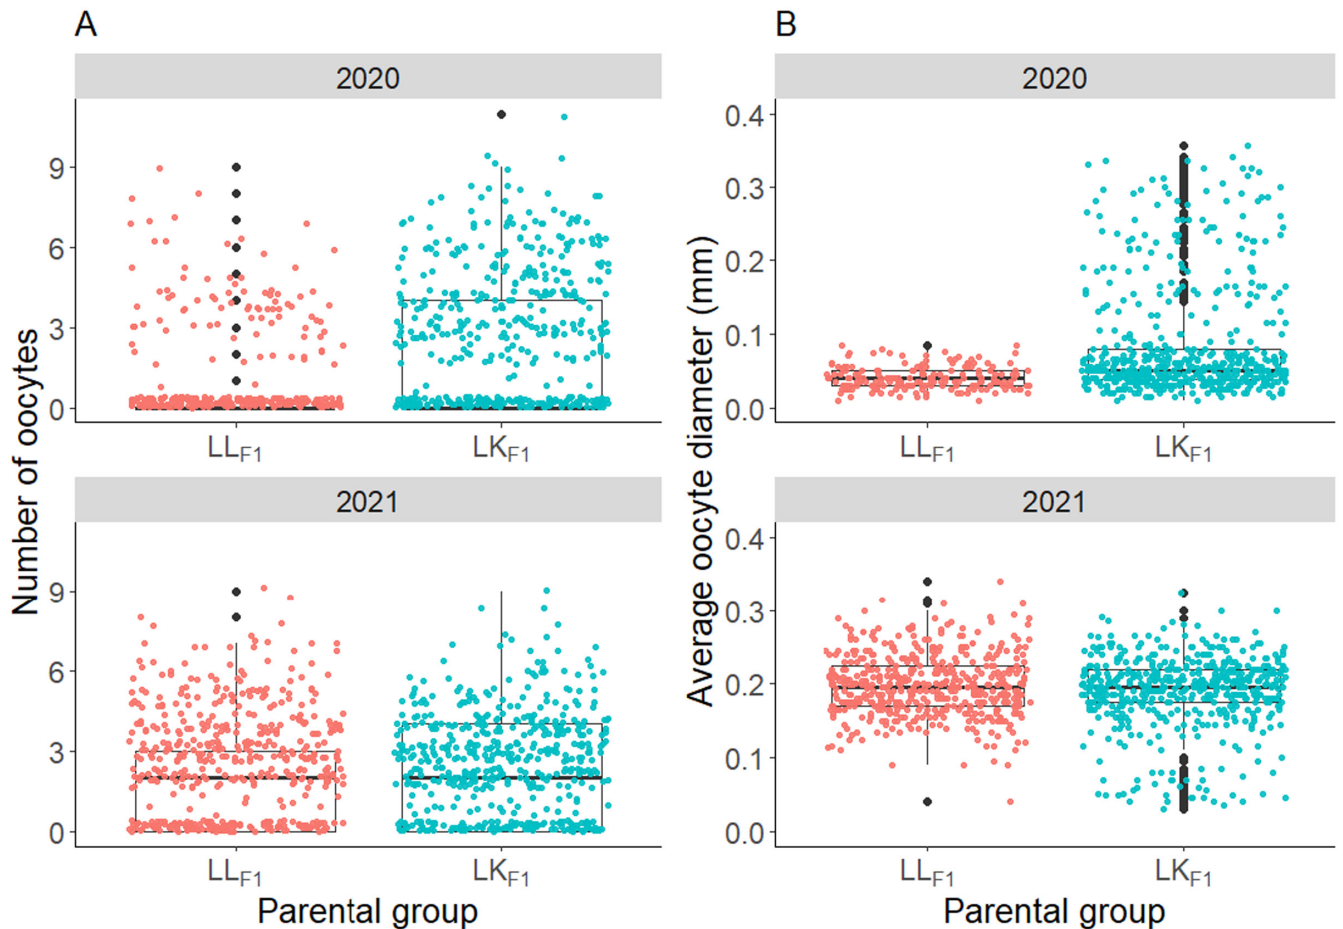 A
2020
Number of oocytes
9
6
3
0
LLF1
LKF1
2021
9
6
3
0
LLF1
LKF1
Parental group
B
2020
Average oocyte diameter (mm)
0.4
0.3
0.2
0.1
0.0
LLF1
LKF1
2021
0.4
0.3
0.2
0.1
0.0
LLF1
LKF1
Parental group